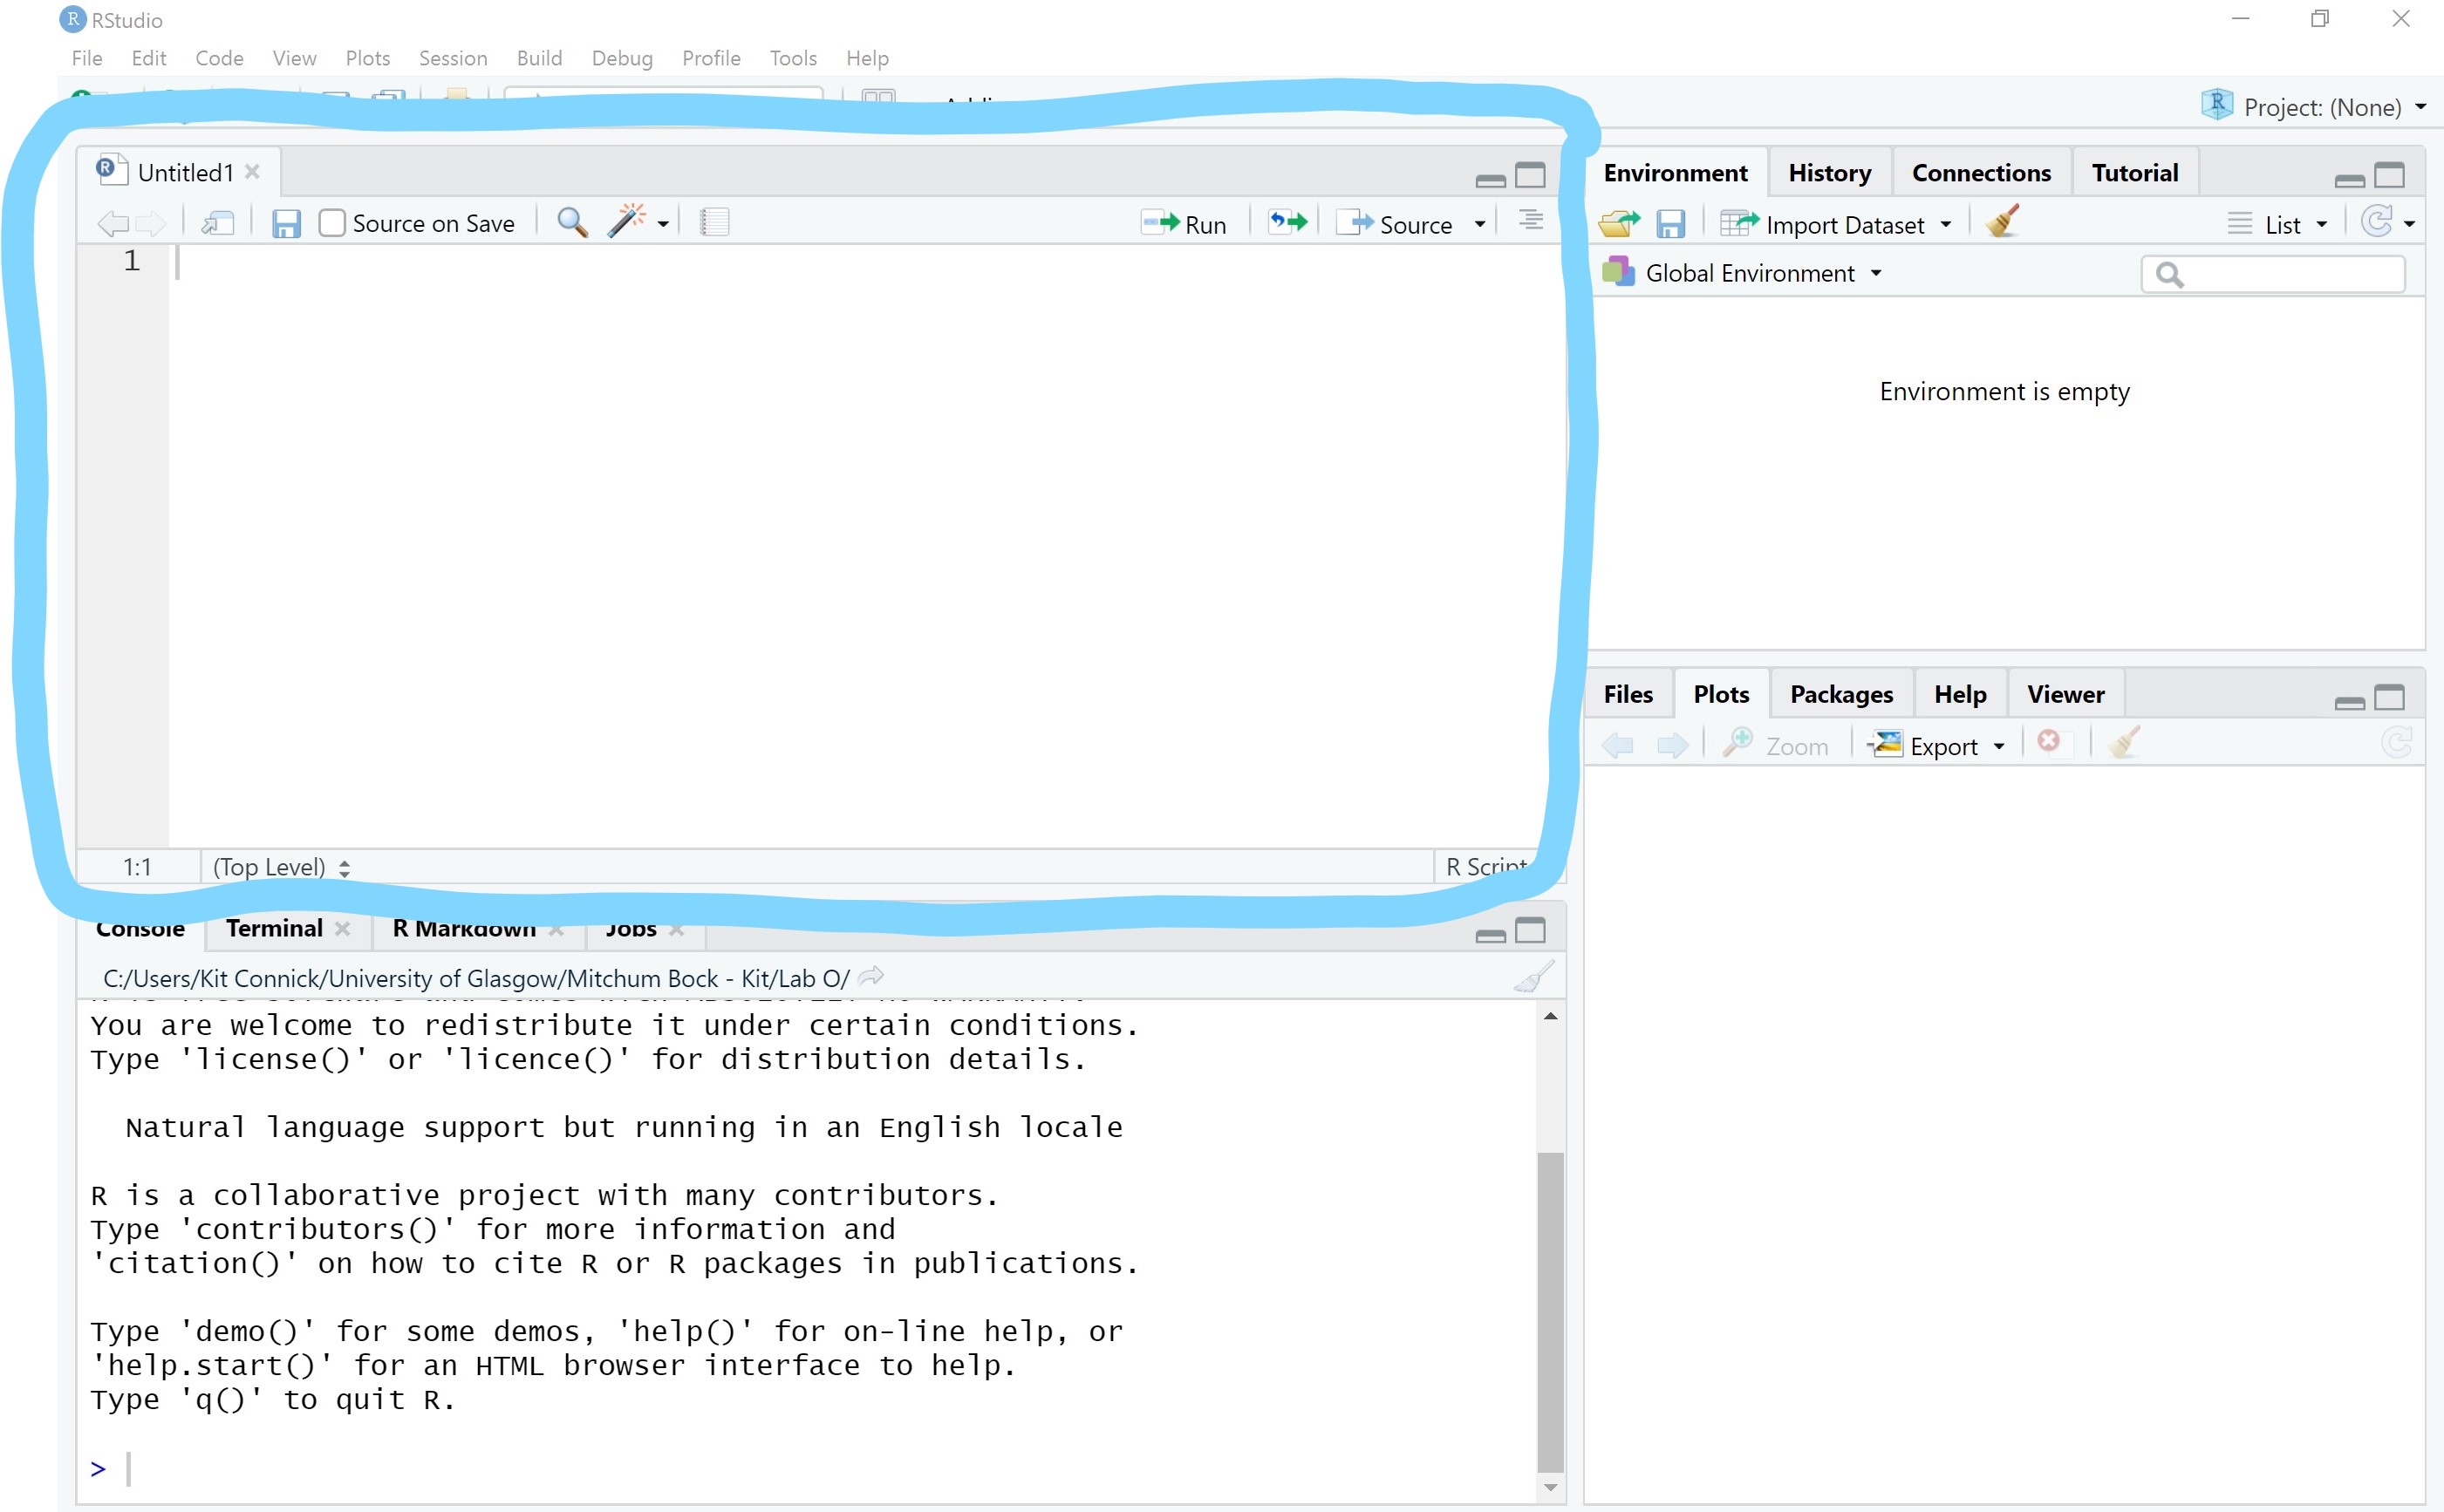 RStudio
File Edit Code View Plots Session Build Debug Profile Tools Help
Project: (None)
Untitled1
Source on Save Run Source
1
1:1 (Top Level) R Script
Environment History Connections Tutorial
Import Dataset List
Global Environment
Environment is empty
Files Plots Packages Help Viewer
Zoom Export
Console Terminal R Markdown Jobs
C:/Users/Kit Connick/University of Glasgow/Mitchum Bock - Kit/Lab O/
You are welcome to redistribute it under certain conditions.
Type 'license()' or 'licence()' for distribution details.
Natural language support but running in an English locale
R is a collaborative project with many contributors.
Type 'contributors()' for more information and
'citation()' on how to cite R or R packages in publications.
Type 'demo()' for some demos, 'help()' for on-line help, or
'help.start()' for an HTML browser interface to help.
Type 'q()' to quit R.
>